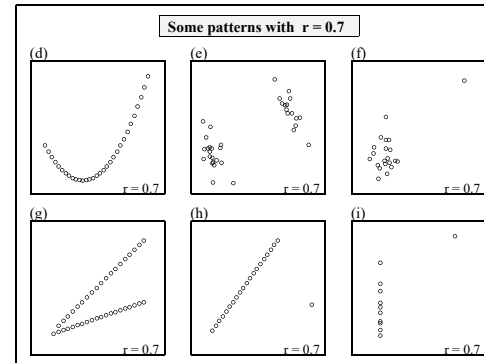 Some patterns with r = 0.7
(d) (e) (f)
r = 0.7 r = 0.7 r = 0.7
(g) (h) (i)
r = 0.7 r = 0.7 r = 0.7